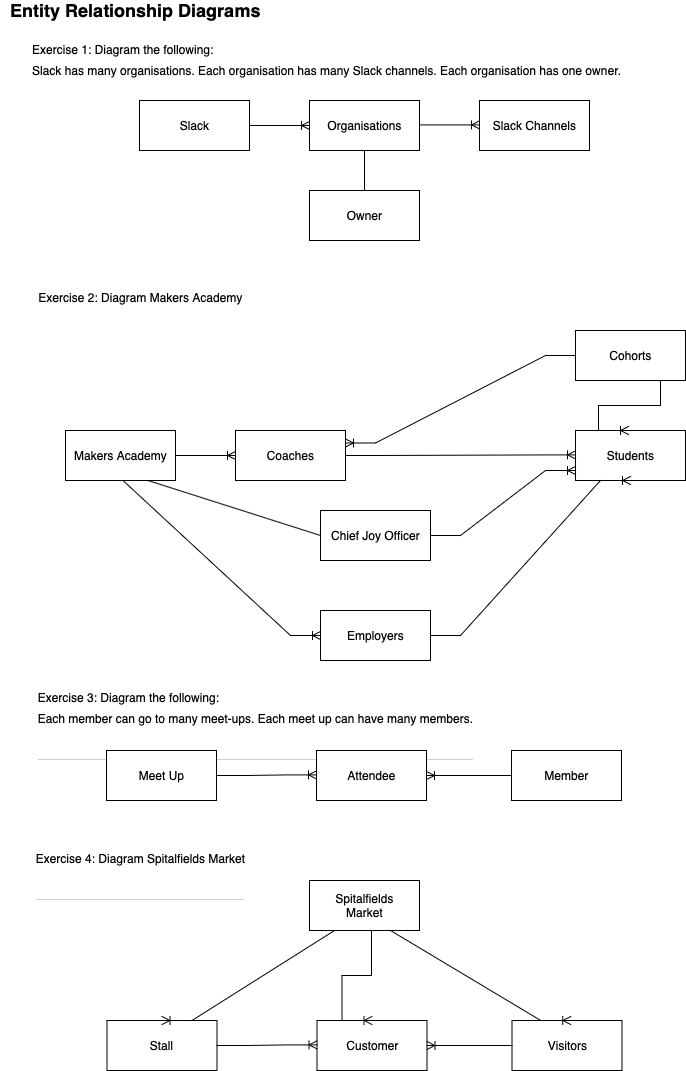 Entity Relationship Diagrams
Exercise 1: Diagram the following:
Slack has many organisations. Each organisation has many Slack channels. Each organisation has one owner.
Slack
Organisations
Slack Channels
Owner
Exercise 2: Diagram Makers Academy
Cohorts
Makers Academy
Coaches
Students
Chief Joy Officer
Employers
Exercise 3: Diagram the following:
Each member can go to many meet-ups. Each meet up can have many members.
Meet Up
Attendee
Member
Exercise 4: Diagram Spitalfields Market
Spitalfields
Market
Stall
Customer
Visitors